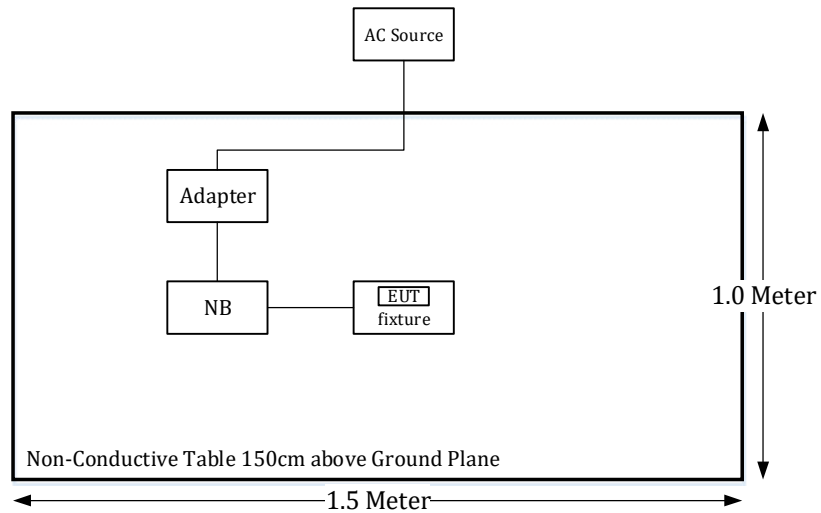 AC Source
Adapter
NB
EUT
fixture
1.0 Meter
Non-Conductive Table 150cm above Ground Plane
1.5 Meter